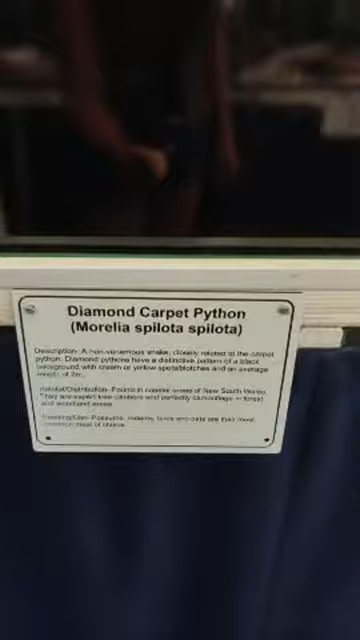 Diamond Carpet Python
(Morelia spilota spilota)
Description- A non-venomous snake, closely related to the carpet
python. Diamond pythons have a distinctive pattern of a black
background with cream or yellow spots/blotches and an average
length of 2m.
Habitat/Distribution- Found in coastal areas of New South Wales.
They are expert tree climbers and perfectly camouflage in forest
and woodland areas.
Feeding/Diet- Possums, rodents, birds and bats are their most
common meal of choice.